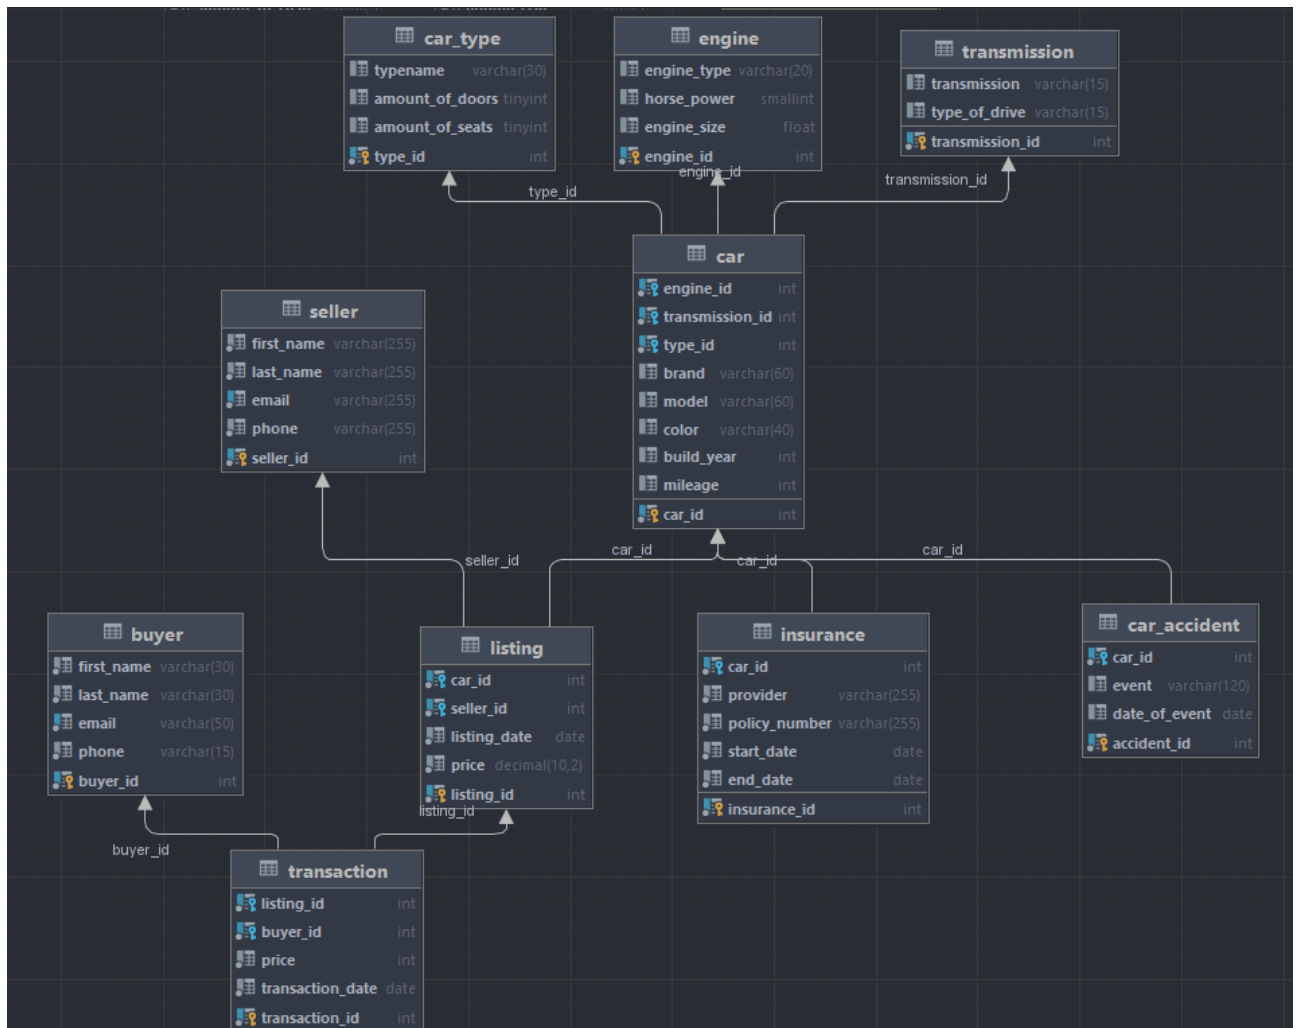 car_type
typename varchar(30)
amount_of_doors tinyint
amount_of_seats tinyint
type_id int
engine
engine_type varchar(20)
horse_power smallint
engine_size float
engine_id int
transmission
transmission varchar(15)
type_of_drive varchar(15)
transmission_id int
type_id
engine_id
transmission_id
car
engine_id int
transmission_id int
type_id int
brand varchar(60)
model varchar(60)
color varchar(40)
build_year int
mileage int
car_id int
seller
first_name varchar(255)
last_name varchar(255)
email varchar(255)
phone varchar(255)
seller_id int
seller_id
car_id
car_id
car_id
buyer
first_name varchar(30)
last_name varchar(30)
email varchar(50)
phone varchar(15)
buyer_id int
listing
car_id int
seller_id int
listing_date date
price decimal(10,2)
listing_id int
insurance
car_id int
provider varchar(255)
policy_number varchar(255)
start_date date
end_date date
insurance_id int
car_accident
car_id int
event varchar(120)
date_of_event date
accident_id int
buyer_id
listing_id
transaction
listing_id int
buyer_id int
price int
transaction_date date
transaction_id int